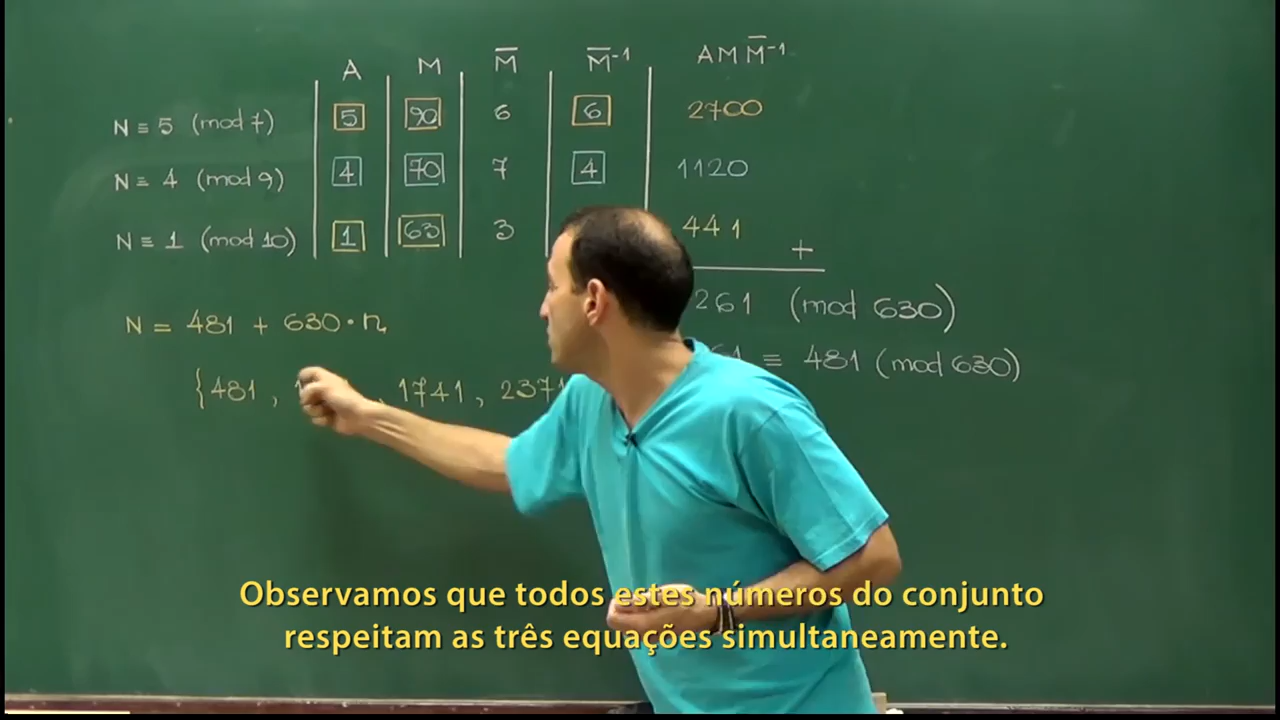 A M M̅ M̅⁻¹ A M M̅⁻¹
N ≡ 5 (mod 7) 5 90 6 6 2700
N ≡ 4 (mod 9) 4 70 7 4 1120
N ≡ 1 (mod 10) 1 63 3 441
+
261 (mod 630)
N = 481 + 630 · n
261 ≡ 481 (mod 630)
{481, , 1741, 2371
Observamos que todos estes números do conjunto
respeitam as três equações simultaneamente.